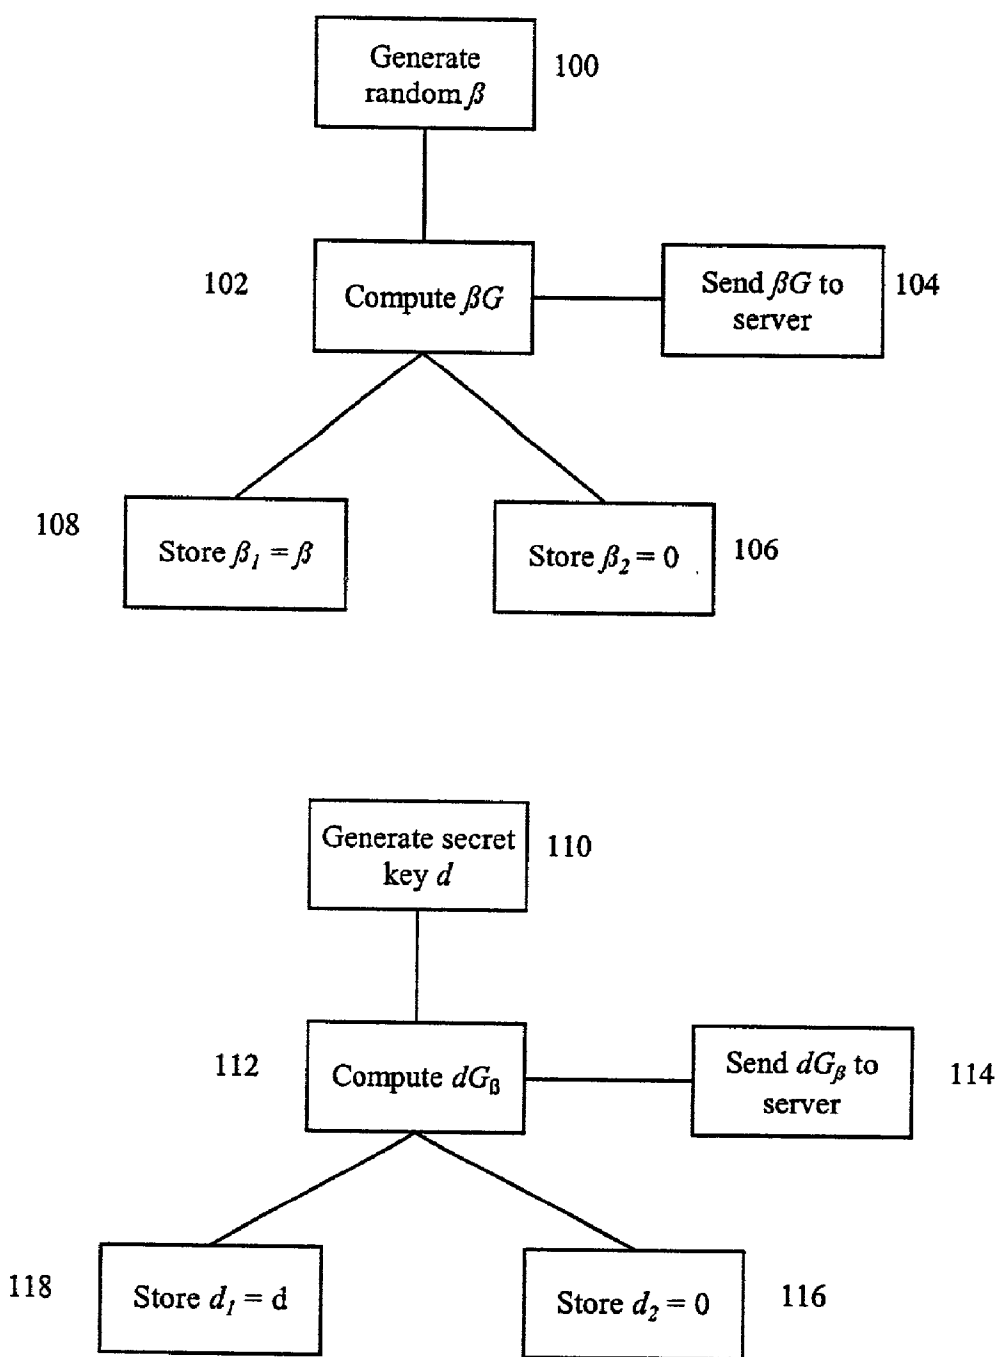 Generate
random β
100
102
Compute βG
Send βG to
server
104
108
Store β₁ = β
Store β₂ = 0
106
Generate secret
key d
110
112
Compute dGᵦ
Send dGᵦ to
server
114
118
Store d₁ = d
Store d₂ = 0
116